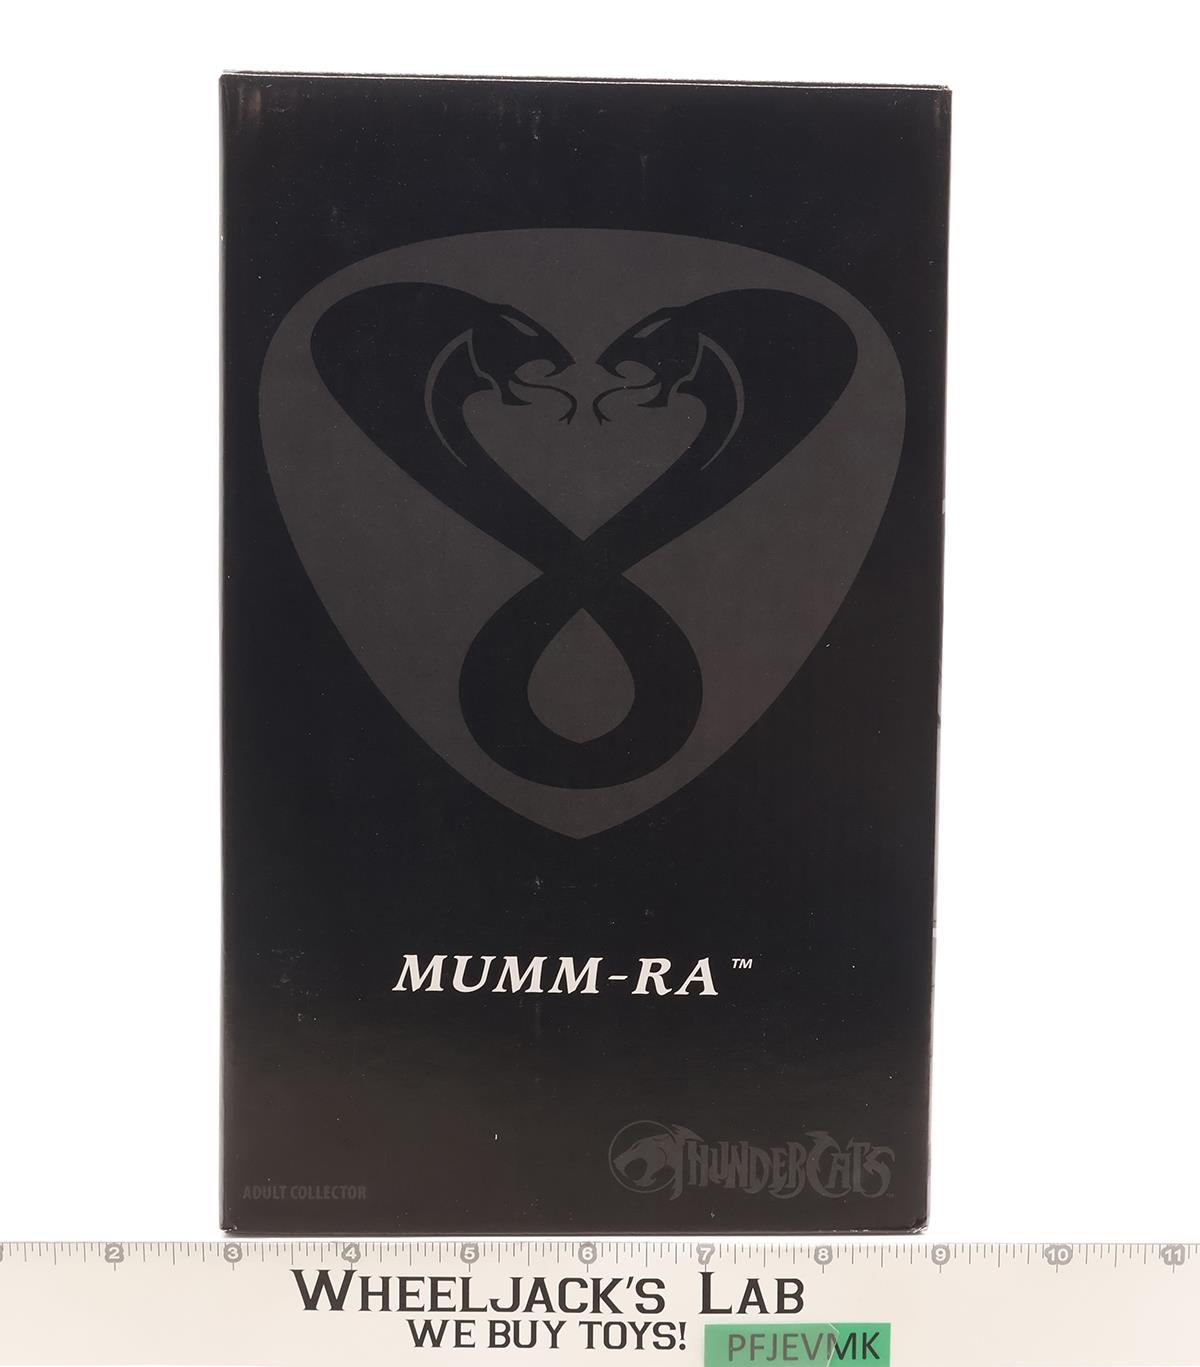 MUMM-RA™
THUNDERCATS
ADULT COLLECTOR
2 3 4 5 6 7 8 9 10 11
WHEELJACK'S LAB
WE BUY TOYS!
PFJEVMK